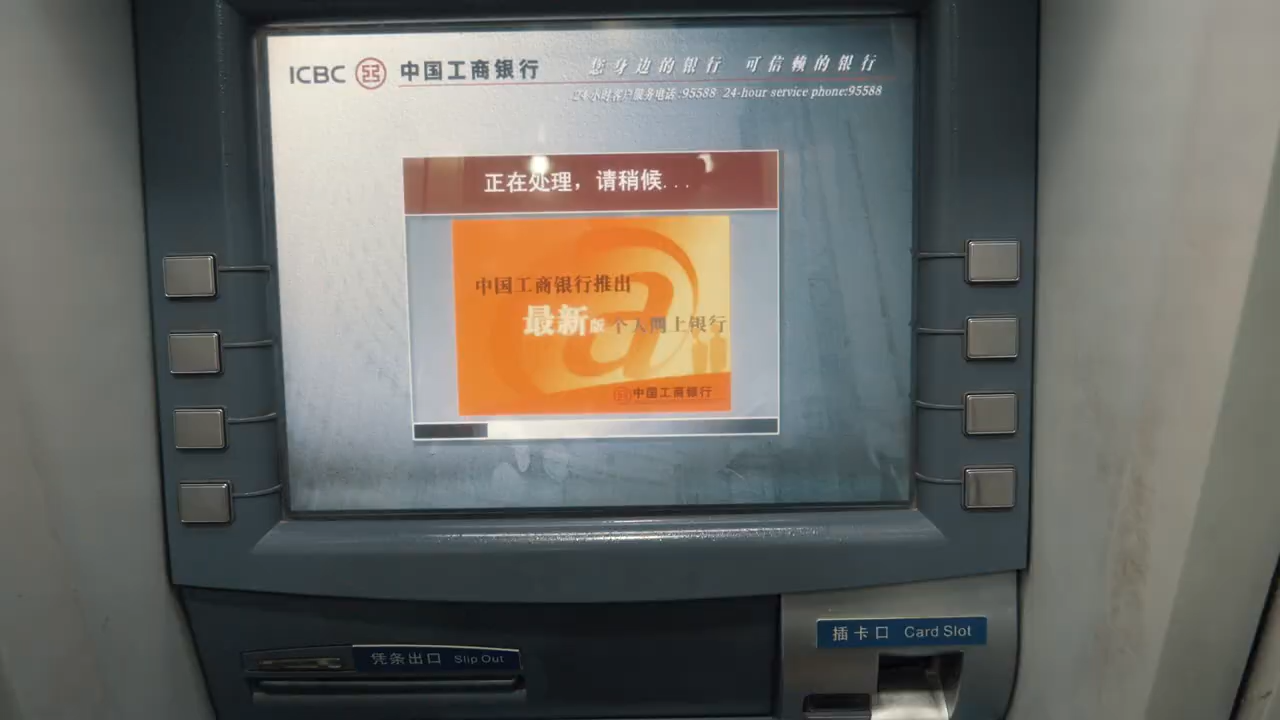 ICBC 中国工商银行
您身边的银行 可信赖的银行
24小时客户服务电话:95588 24-hour service phone:95588
正在处理，请稍候...
中国工商银行推出
最新版 个人网上银行
中国工商银行
插卡口 Card Slot
凭条出口 Slip Out